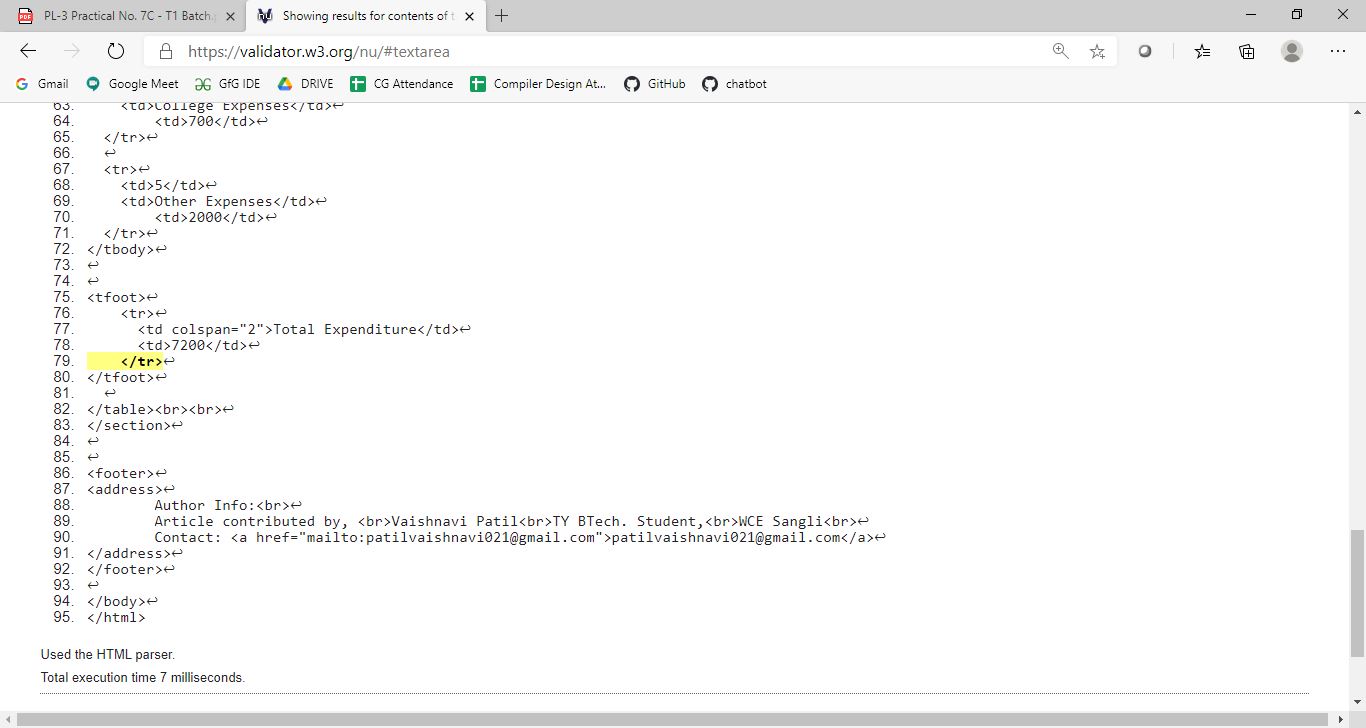 PL-3 Practical No. 7C - T1 Batch.
Showing results for contents of t
https://validator.w3.org/nu/#textarea
Gmail Google Meet GfG IDE DRIVE CG Attendance Compiler Design At... GitHub chatbot
63. <td>College Expenses</td>↩
64. <td>700</td>↩
65. </tr>↩
66. ↩
67. <tr>↩
68. <td>5</td>↩
69. <td>Other Expenses</td>↩
70. <td>2000</td>↩
71. </tr>↩
72. </tbody>↩
73. ↩
74. ↩
75. <tfoot>↩
76. <tr>↩
77. <td colspan="2">Total Expenditure</td>↩
78. <td>7200</td>↩
79. </tr>↩
80. </tfoot>↩
81. ↩
82. </table><br><br>↩
83. </section>↩
84. ↩
85. ↩
86. <footer>↩
87. <address>↩
88. Author Info:<br>↩
89. Article contributed by, <br>Vaishnavi Patil<br>TY BTech. Student,<br>WCE Sangli<br>↩
90. Contact: <a href="mailto:patilvaishnavi021@gmail.com">patilvaishnavi021@gmail.com</a>↩
91. </address>↩
92. </footer>↩
93. ↩
94. </body>↩
95. </html>
Used the HTML parser.
Total execution time 7 milliseconds.